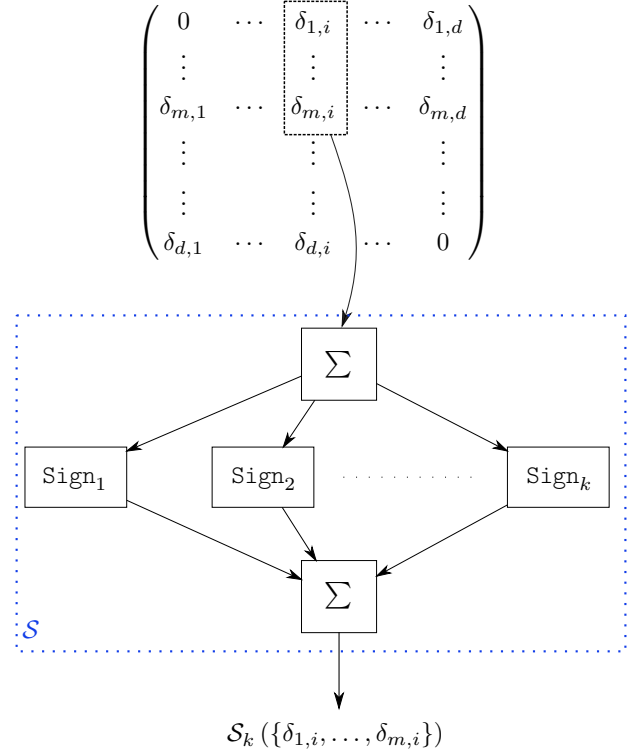 0 ⋯ δ_{1,i} ⋯ δ_{1,d}
⋮ ⋮ ⋮
δ_{m,1} ⋯ δ_{m,i} ⋯ δ_{m,d}
⋮ ⋮ ⋮
⋮ ⋮ ⋮
δ_{d,1} ⋯ δ_{d,i} ⋯ 0
∑
Sign_1 Sign_2 .......... Sign_k
∑
𝒮
𝒮_k ({δ_{1,i}, …, δ_{m,i}})